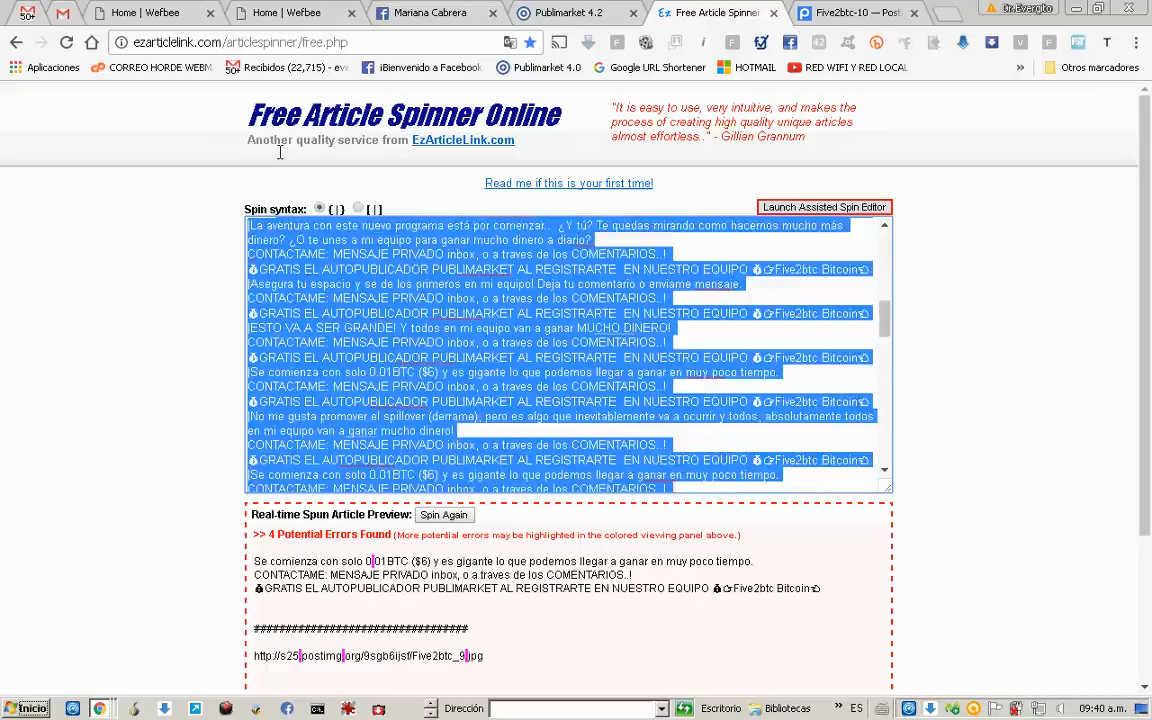 50+
Home | Wefbee
Home | Wefbee
Mariana Cabrera
Publimarket 4.2
Free Article Spinner
Five2btc-10 — Post
Dr.Evergito
ezarticlelink.com/articlespinner/free.php
Aplicaciones
CORREO HORDE WEBM
Recibidos (22,715) - eve
¡Bienvenido a Facebook
Publimarket 4.0
Google URL Shortener
HOTMAIL
RED WIFI Y RED LOCAL
»
Otros marcadores
Free Article Spinner Online
Another quality service from EzArticleLink.com
"It is easy to use, very intuitive, and makes the
process of creating high quality unique articles
almost effortless.." - Gillian Grannum
Read me if this is your first time!
Spin syntax: {|} [|]
Launch Assisted Spin Editor
|La aventura con este nuevo programa está por comenzar... ¿Y tú? Te quedas mirando como hacemos mucho más
dinero? ¿O te unes a mi equipo para ganar mucho dinero a diario?
CONTACTAME: MENSAJE PRIVADO inbox, o a traves de los COMENTARIOS..!
💰GRATIS EL AUTOPUBLICADOR PUBLIMARKET AL REGISTRARTE EN NUESTRO EQUIPO 💰👉Five2btc Bitcoin👈
|Asegura tu espacio y se de los primeros en mi equipo! Deja tu comentario o enviame mensaje.
CONTACTAME: MENSAJE PRIVADO inbox, o a traves de los COMENTARIOS..!
💰GRATIS EL AUTOPUBLICADOR PUBLIMARKET AL REGISTRARTE EN NUESTRO EQUIPO 💰👉Five2btc Bitcoin👈
|ESTO VA A SER GRANDE! Y todos en mi equipo van a ganar MUCHO DINERO!
CONTACTAME: MENSAJE PRIVADO inbox, o a traves de los COMENTARIOS..!
💰GRATIS EL AUTOPUBLICADOR PUBLIMARKET AL REGISTRARTE EN NUESTRO EQUIPO 💰👉Five2btc Bitcoin👈
|Se comienza con solo 0.01BTC ($6) y es gigante lo que podemos llegar a ganar en muy poco tiempo.
CONTACTAME: MENSAJE PRIVADO inbox, o a traves de los COMENTARIOS..!
💰GRATIS EL AUTOPUBLICADOR PUBLIMARKET AL REGISTRARTE EN NUESTRO EQUIPO 💰👉Five2btc Bitcoin👈
|No me gusta promover el spillover (derrame), pero es algo que inevitablemente va a ocurrir y todos, absolutamente todos
en mi equipo van a ganar mucho dinero!
CONTACTAME: MENSAJE PRIVADO inbox, o a traves de los COMENTARIOS..!
💰GRATIS EL AUTOPUBLICADOR PUBLIMARKET AL REGISTRARTE EN NUESTRO EQUIPO 💰👉Five2btc Bitcoin👈
|Se comienza con solo 0.01BTC ($6) y es gigante lo que podemos llegar a ganar en muy poco tiempo.
CONTACTAME: MENSAJE PRIVADO inbox, o a traves de los COMENTARIOS..!
Real-time Spun Article Preview: Spin Again
>> 4 Potential Errors Found (More potential errors may be highlighted in the colored viewing panel above.)
Se comienza con solo 0.01BTC ($6) y es gigante lo que podemos llegar a ganar en muy poco tiempo.
CONTACTAME: MENSAJE PRIVADO inbox, o a traves de los COMENTARIOS..!
💰GRATIS EL AUTOPUBLICADOR PUBLIMARKET AL REGISTRARTE EN NUESTRO EQUIPO 💰👉Five2btc Bitcoin👈
##################################
http://s25.postimg.org/9sgb6ijsf/Five2btc_9.jpg
Inicio
Dirección
Escritorio
Bibliotecas
»
ES
09:40 a.m.